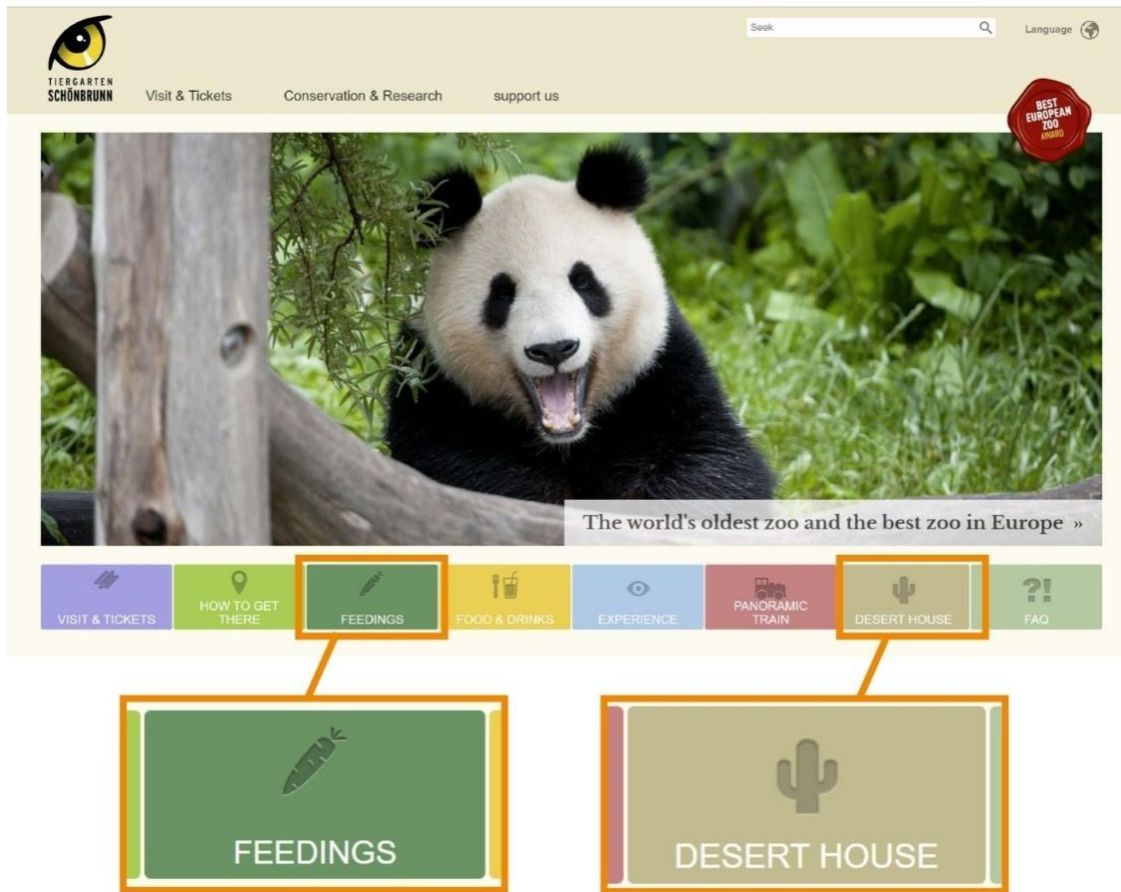 Seek
Language
TIERGARTEN
SCHÖNBRUNN
Visit & Tickets
Conservation & Research
support us
BEST
EUROPEAN
ZOO
AWARD
The world's oldest zoo and the best zoo in Europe »
VISIT & TICKETS
HOW TO GET
THERE
FEEDINGS
FOOD & DRINKS
EXPERIENCE
PANORAMIC
TRAIN
DESERT HOUSE
?!
FAQ
FEEDINGS
DESERT HOUSE